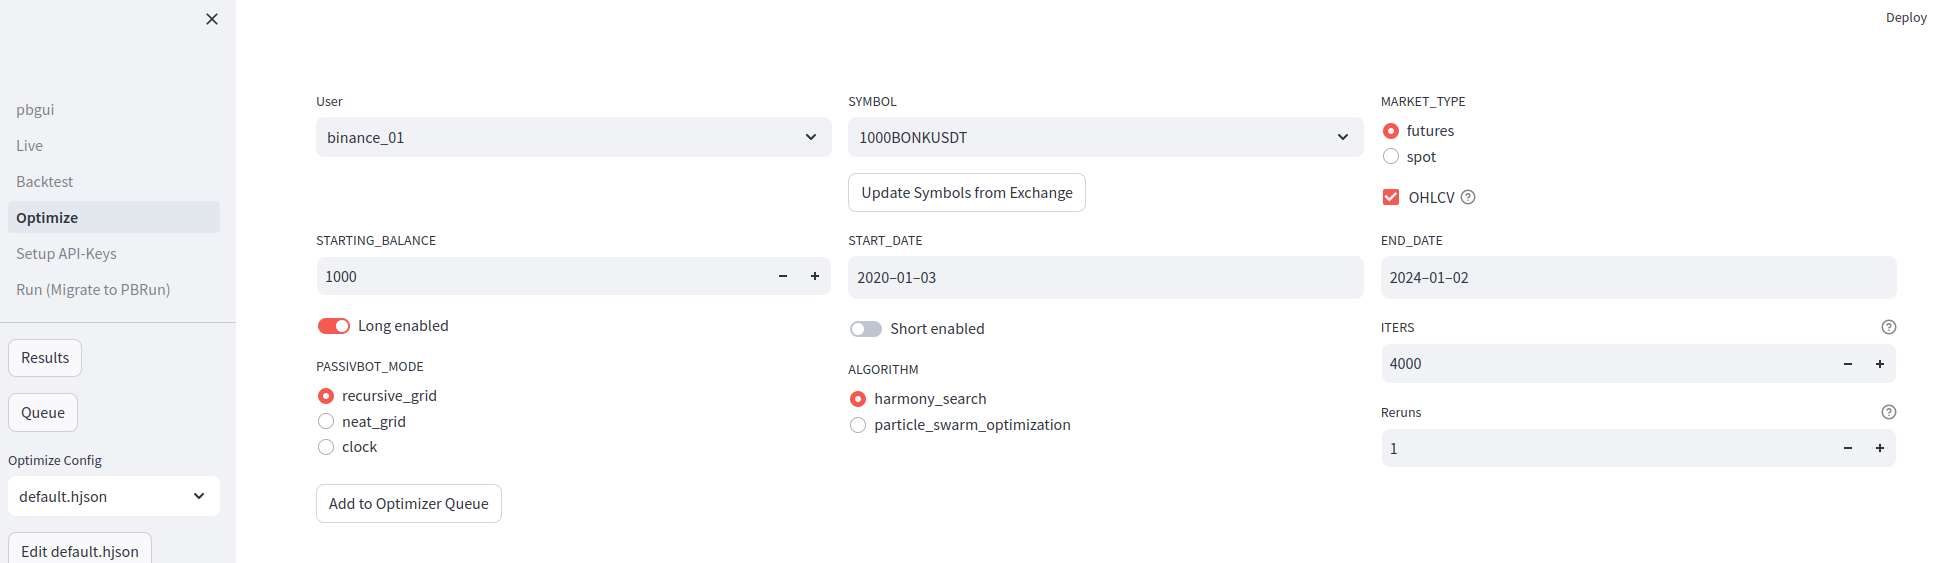 Deploy
pbgui
Live
Backtest
Optimize
Setup API-Keys
Run (Migrate to PBRun)
Results
Queue
Optimize Config
default.hjson
Edit default.hjson
User
binance_01
SYMBOL
1000BONKUSDT
Update Symbols from Exchange
MARKET_TYPE
futures
spot
OHLCV
STARTING_BALANCE
1000
START_DATE
2020–01–03
END_DATE
2024–01–02
Long enabled
Short enabled
ITERS
4000
PASSIVBOT_MODE
recursive_grid
neat_grid
clock
ALGORITHM
harmony_search
particle_swarm_optimization
Reruns
1
Add to Optimizer Queue